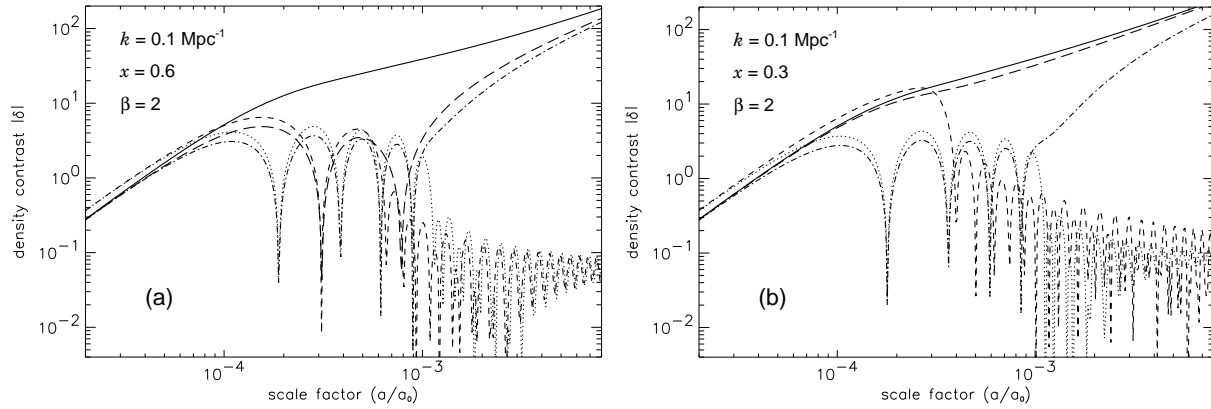 10²
k = 0.1 Mpc⁻¹
x = 0.6
β = 2
10¹
10⁰
10⁻¹
10⁻²
density contrast |δ|
(a)
10⁻⁴
10⁻³
scale factor (a/a₀)
10²
k = 0.1 Mpc⁻¹
x = 0.3
β = 2
10¹
10⁰
10⁻¹
10⁻²
density contrast |δ|
(b)
10⁻⁴
10⁻³
scale factor (a/a₀)